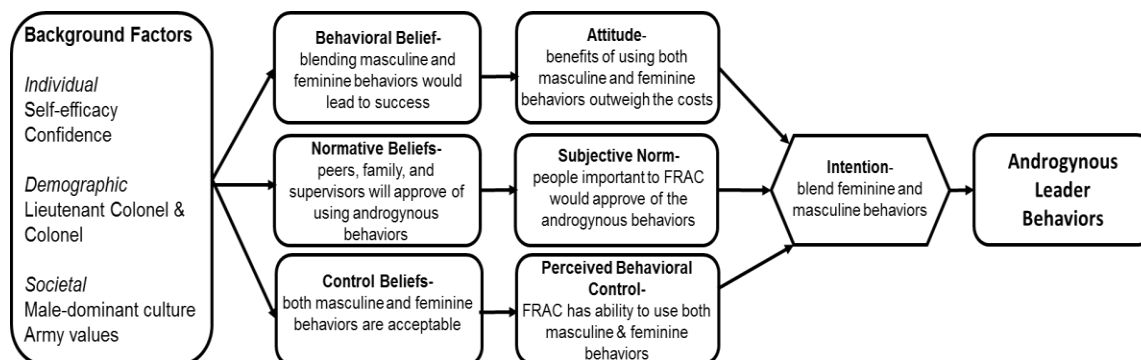 Background Factors
Individual
Self-efficacy
Confidence
Demographic
Lieutenant Colonel &
Colonel
Societal
Male-dominant culture
Army values
Behavioral Belief-
blending masculine and
feminine behaviors would
lead to success
Attitude-
benefits of using both
masculine and feminine
behaviors outweigh the costs
Normative Beliefs-
peers, family, and
supervisors will approve of
using androgynous
behaviors
Subjective Norm-
people important to FRAC
would approve of the
androgynous behaviors
Control Beliefs-
both masculine and feminine
behaviors are acceptable
Perceived Behavioral
Control-
FRAC has ability to use both
masculine & feminine
behaviors
Intention-
blend feminine and
masculine behaviors
Androgynous
Leader
Behaviors